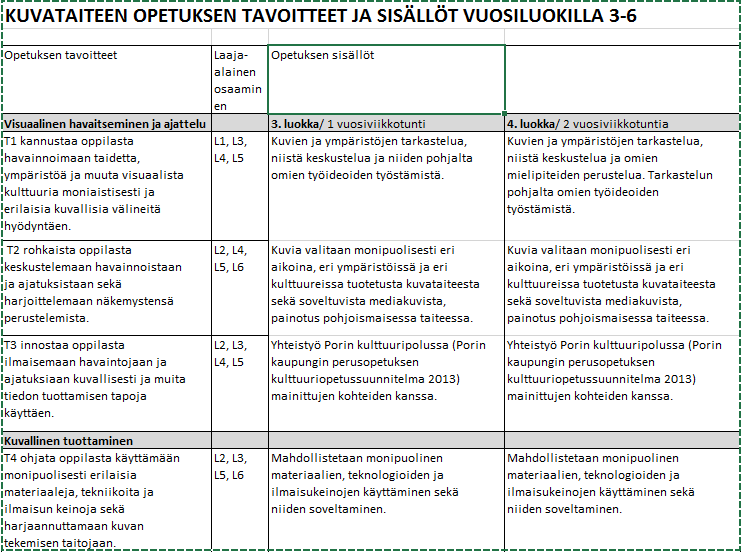 KUVATAITEEN OPETUKSEN TAVOITTEET JA SISÄLLÖT VUOSILUOKILLA 3-6
Opetuksen tavoitteet
Laaja-
alainen
osaamin
en
Opetuksen sisällöt
Visuaalinen havaitseminen ja ajattelu
3. luokka/ 1 vuosiviikkotunti
4. luokka/ 2 vuosiviikkotuntia
T1 kannustaa oppilasta
havainnoimaan taidetta,
ympäristöä ja muuta visuaalista
kulttuuria moniaistisesti ja
erilaisia kuvallisia välineitä
hyödyntäen.
L1, L3,
L4, L5
Kuvien ja ympäristöjen tarkastelua,
niistä keskustelua ja niiden pohjalta
omien työideoiden työstämistä.
Kuvien ja ympäristöjen tarkastelua,
niistä keskustelua ja omien
mielipiteiden perustelua. Tarkastelun
pohjalta omien työideoiden
työstämistä.
T2 rohkaista oppilasta
keskustelemaan havainnoistaan
ja ajatuksistaan sekä
harjoittelemaan näkemystensä
perustelemista.
L2, L4,
L5, L6
Kuvia valitaan monipuolisesti eri
aikoina, eri ympäristöissä ja eri
kulttuureissa tuotetusta kuvataiteesta
sekä soveltuvista mediakuvista,
painotus pohjoismaisessa taiteessa.
Kuvia valitaan monipuolisesti eri
aikoina, eri ympäristöissä ja eri
kulttuureissa tuotetusta kuvataiteesta
sekä soveltuvista mediakuvista,
painotus pohjoismaisessa taiteessa.
T3 innostaa oppilasta
ilmaisemaan havaintojaan ja
ajatuksiaan kuvallisesti ja muita
tiedon tuottamisen tapoja
käyttäen.
L2, L3,
L4, L5
Yhteistyö Porin kulttuuripolussa (Porin
kaupungin perusopetuksen
kulttuuriopetussuunnitelma 2013)
mainittujen kohteiden kanssa.
Yhteistyö Porin kulttuuripolussa (Porin
kaupungin perusopetuksen
kulttuuriopetussuunnitelma 2013)
mainittujen kohteiden kanssa.
Kuvallinen tuottaminen
T4 ohjata oppilasta käyttämään
monipuolisesti erilaisia
materiaaleja, tekniikoita ja
ilmaisun keinoja sekä
harjaannuttamaan kuvan
tekemisen taitojaan.
L2, L3,
L5, L6
Mahdollistetaan monipuolinen
materiaalien, teknologioiden ja
ilmaisukeinojen käyttäminen sekä
niiden soveltaminen.
Mahdollistetaan monipuolinen
materiaalien, teknologioiden ja
ilmaisukeinojen käyttäminen sekä
niiden soveltaminen.